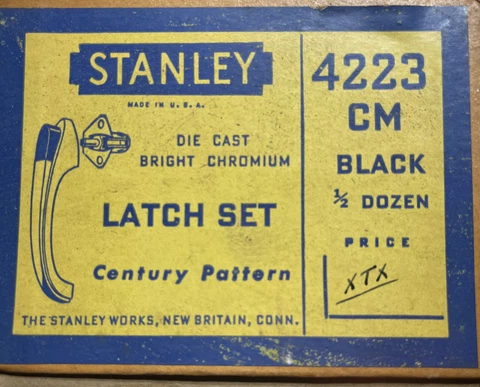 STANLEY
MADE IN U.S.A.
DIE CAST
BRIGHT CHROMIUM
LATCH SET
Century Pattern
THE STANLEY WORKS, NEW BRITAIN, CONN.
4223
CM
BLACK
½ DOZEN
PRICE
XTX